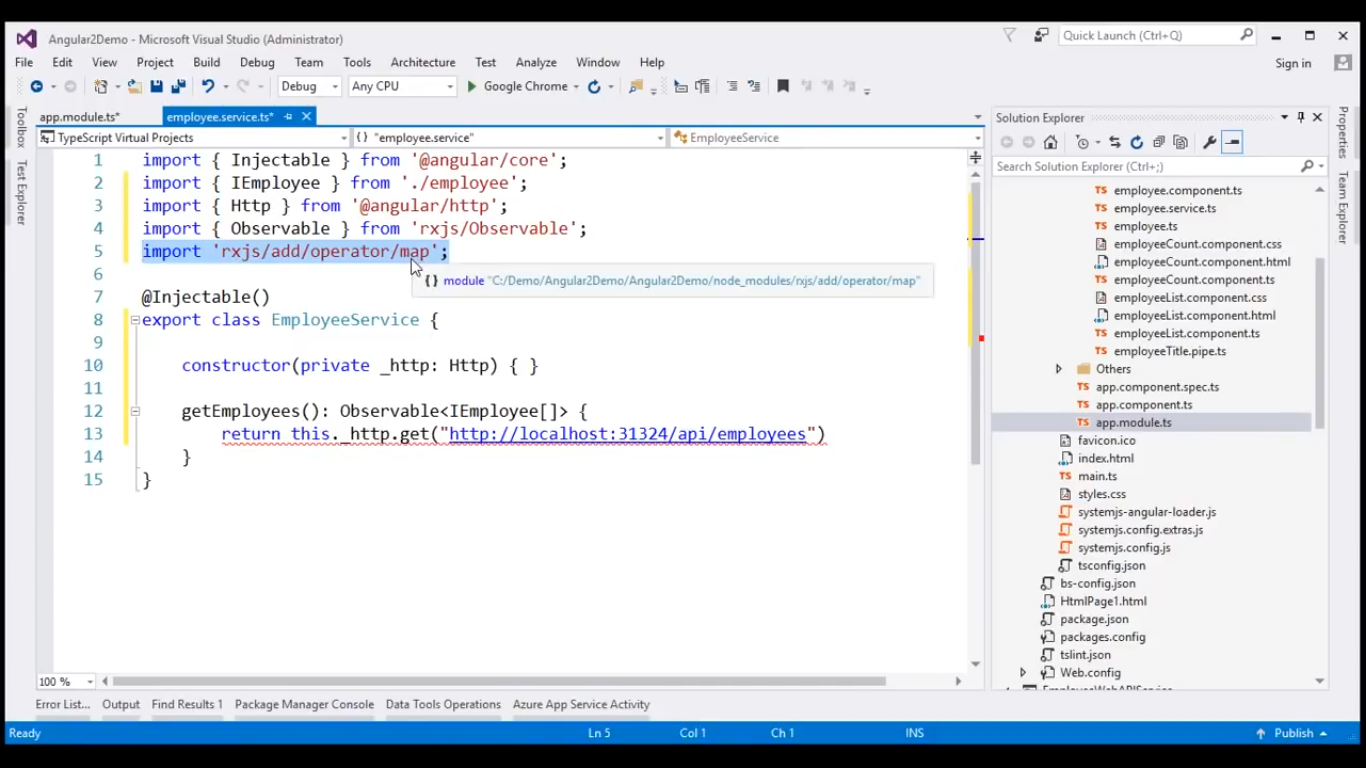 Angular2Demo - Microsoft Visual Studio (Administrator)
Quick Launch (Ctrl+Q)
File Edit View Project Build Debug Team Tools Architecture Test Analyze Window Help
Sign in
Debug Any CPU Google Chrome
Toolbox
Test Explorer
app.module.ts* employee.service.ts*
TypeScript Virtual Projects {} "employee.service" EmployeeService
1 import { Injectable } from '@angular/core';
2 import { IEmployee } from './employee';
3 import { Http } from '@angular/http';
4 import { Observable } from 'rxjs/Observable';
5 import 'rxjs/add/operator/map';
6
{} module "C:/Demo/Angular2Demo/Angular2Demo/node_modules/rxjs/add/operator/map"
7 @Injectable()
8 export class EmployeeService {
9
10 constructor(private _http: Http) { }
11
12 getEmployees(): Observable<IEmployee[]> {
13 return this._http.get("http://localhost:31324/api/employees")
14 }
15 }
100 %
Solution Explorer
Search Solution Explorer (Ctrl+;)
TS employee.component.ts
TS employee.service.ts
TS employee.ts
employeeCount.component.css
employeeCount.component.html
TS employeeCount.component.ts
employeeList.component.css
employeeList.component.html
TS employeeList.component.ts
TS employeeTitle.pipe.ts
Others
TS app.component.spec.ts
TS app.component.ts
TS app.module.ts
favicon.ico
index.html
TS main.ts
styles.css
systemjs-angular-loader.js
systemjs.config.extras.js
systemjs.config.js
tsconfig.json
bs-config.json
HtmlPage1.html
package.json
packages.config
tslint.json
Web.config
Properties
Team Explorer
Error List... Output Find Results 1 Package Manager Console Data Tools Operations Azure App Service Activity
Ready Ln 5 Col 1 Ch 1 INS Publish